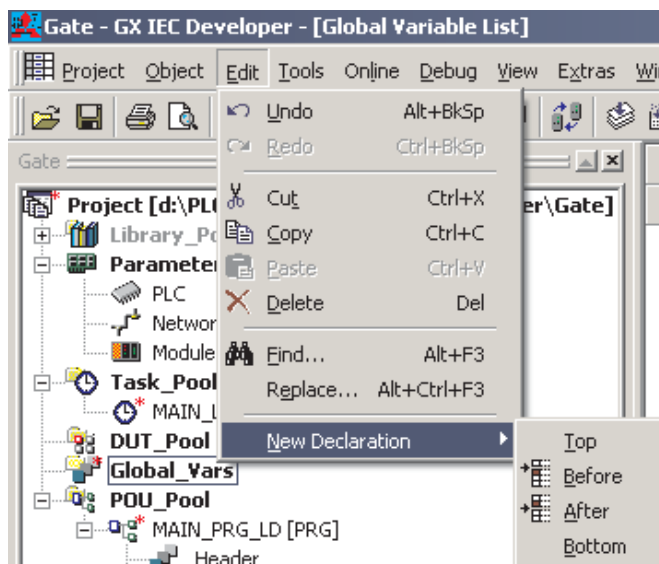 Gate - GX IEC Developer - [Global Variable List]
Project Object Edit Tools Online Debug View Extras
Gate
Undo Alt+BkSp
Redo Ctrl+BkSp
Cut Ctrl+X
Copy Ctrl+C
Paste Ctrl+V
Delete Del
Find... Alt+F3
Replace... Alt+Ctrl+F3
New Declaration
Top
Before
After
Bottom
Project [d:\PL er\Gate]
Library_Po
Parameter
PLC
Networ
Module
Task_Pool
MAIN_L
DUT_Pool
Global_Vars
POU_Pool
MAIN_PRG_LD [PRG]
Header